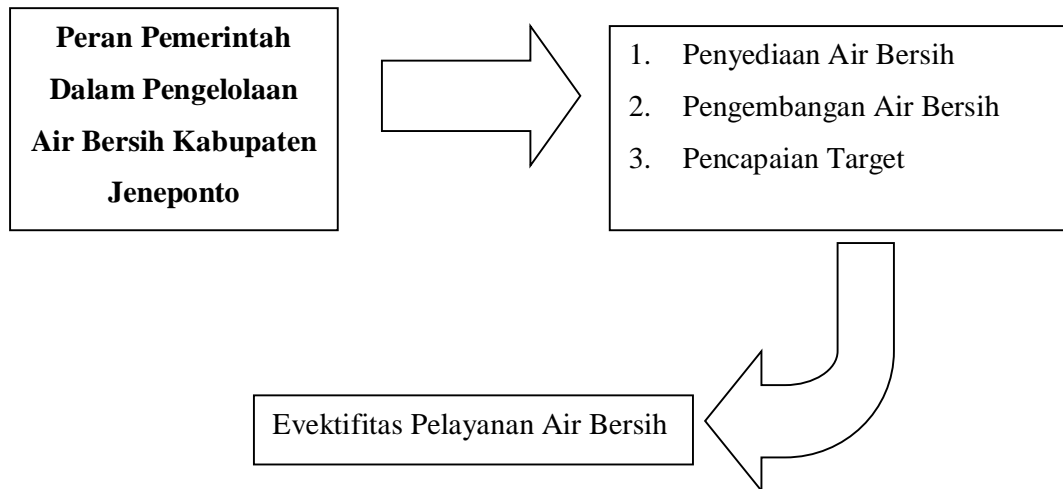 Peran Pemerintah
Dalam Pengelolaan
Air Bersih Kabupaten
Jeneponto
1. Penyediaan Air Bersih
2. Pengembangan Air Bersih
3. Pencapaian Target
Evektifitas Pelayanan Air Bersih